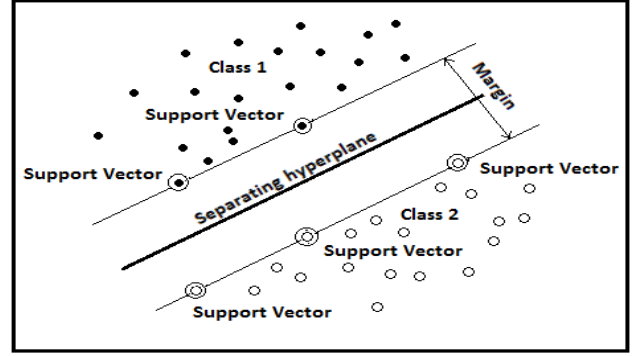 Class 1
Margin
Support Vector
Separating hyperplane
Support Vector
Support Vector
Class 2
Support Vector
Support Vector